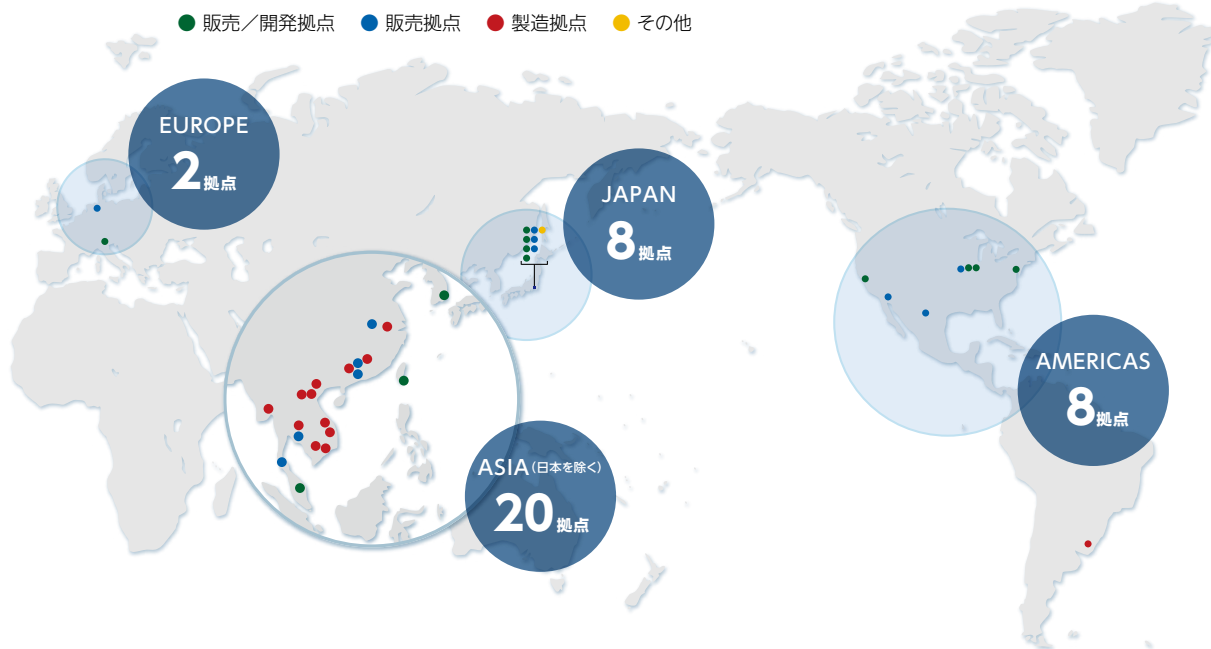 ● 販売／開発拠点 ● 販売拠点 ● 製造拠点 ● その他
EUROPE
2拠点
JAPAN
8拠点
AMERICAS
8拠点
ASIA（日本を除く）
20拠点